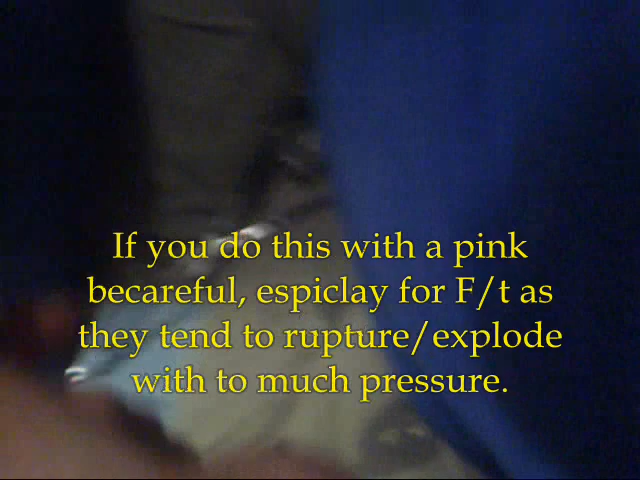 If you do this with a pink
becareful, espiclay for F/t as
they tend to rupture/explode
with to much pressure.